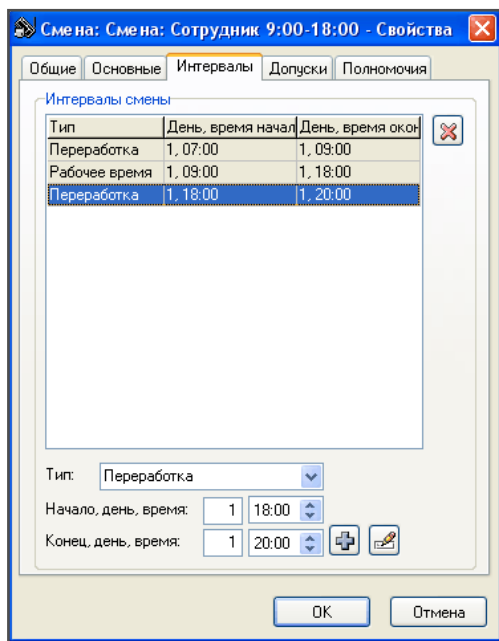 Смена: Смена: Сотрудник 9:00-18:00 - Свойства
Общие Основные Интервалы Допуски Полномочия
Интервалы смены
Тип День, время начал День, время окон
Переработка 1, 07:00 1, 09:00
Рабочее время 1, 09:00 1, 18:00
Переработка 1, 18:00 1, 20:00
Тип: Переработка
Начало, день, время: 1 18:00
Конец, день, время: 1 20:00
OK Отмена